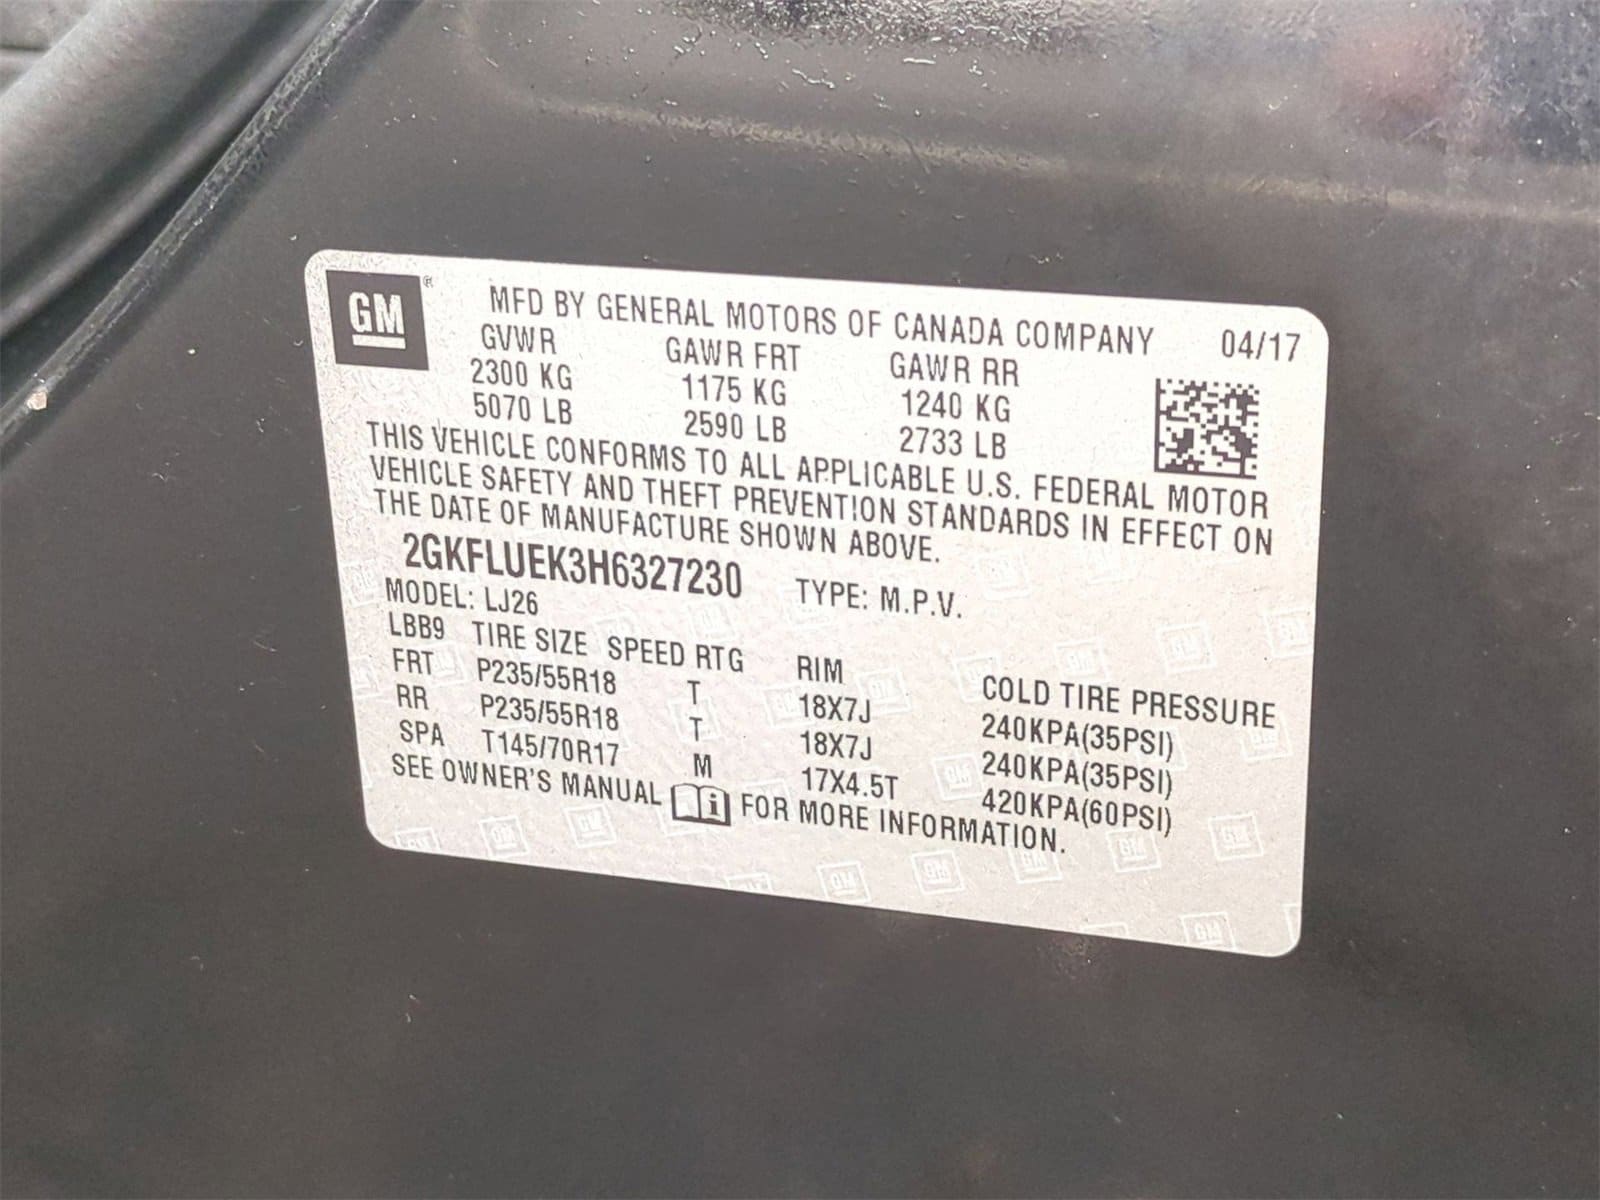 GM
MFD BY GENERAL MOTORS OF CANADA COMPANY 04/17
GVWR GAWR FRT GAWR RR
2300 KG 1175 KG 1240 KG
5070 LB 2590 LB 2733 LB
THIS VEHICLE CONFORMS TO ALL APPLICABLE U.S. FEDERAL MOTOR
VEHICLE SAFETY AND THEFT PREVENTION STANDARDS IN EFFECT ON
THE DATE OF MANUFACTURE SHOWN ABOVE.
2GKFLUEK3H6327230 TYPE: M.P.V.
MODEL: LJ26
LBB9 TIRE SIZE SPEED RTG RIM COLD TIRE PRESSURE
FRT P235/55R18 T 18X7J 240KPA(35PSI)
RR P235/55R18 T 18X7J 240KPA(35PSI)
SPA T145/70R17 M 17X4.5T 420KPA(60PSI)
SEE OWNER'S MANUAL i FOR MORE INFORMATION.